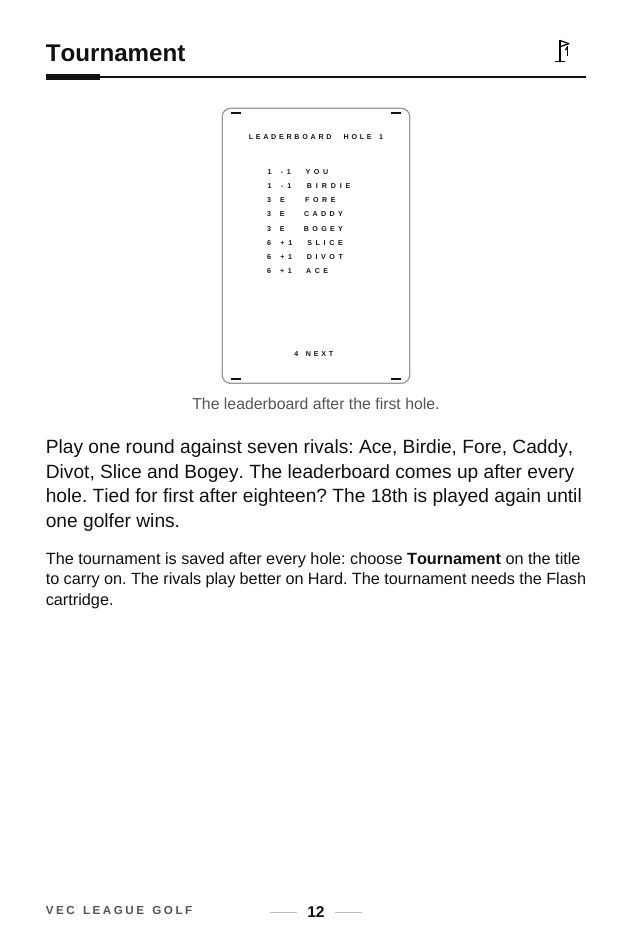 Tournament
1
LEADERBOARD HOLE 1
1 -1 YOU
1 -1 BIRDIE
3 E FORE
3 E CADDY
3 E BOGEY
6 +1 SLICE
6 +1 DIVOT
6 +1 ACE
4 NEXT
The leaderboard after the first hole.
Play one round against seven rivals: Ace, Birdie, Fore, Caddy,
Divot, Slice and Bogey. The leaderboard comes up after every
hole. Tied for first after eighteen? The 18th is played again until
one golfer wins.
The tournament is saved after every hole: choose Tournament on the title
to carry on. The rivals play better on Hard. The tournament needs the Flash
cartridge.
VEC LEAGUE GOLF 12